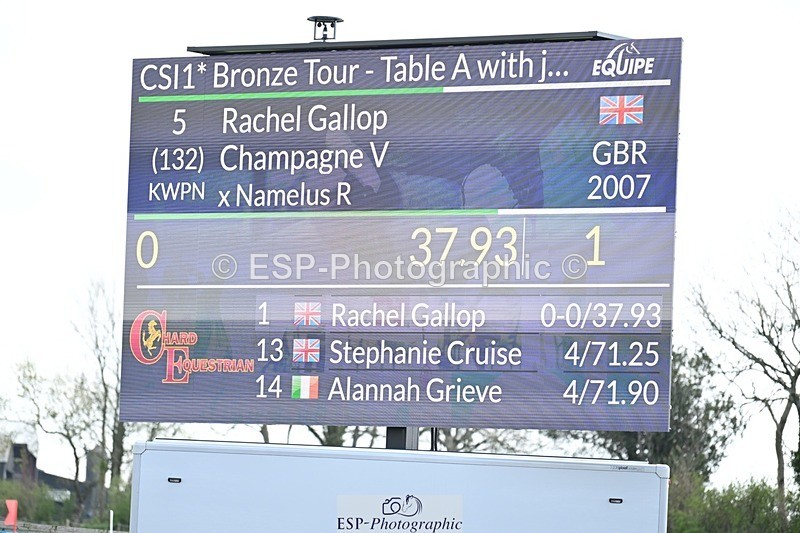 CSI1* Bronze Tour - Table A with j...
EQUIPE
5 Rachel Gallop
(132) Champagne V GBR
KWPN x Namelus R 2007
0 37.93 1
© ESP-Photographic ©
1 Rachel Gallop 0-0/37.93
13 Stephanie Cruise 4/71.25
14 Alannah Grieve 4/71.90
CHARD
EQUESTRIAN
ESP-Photographic